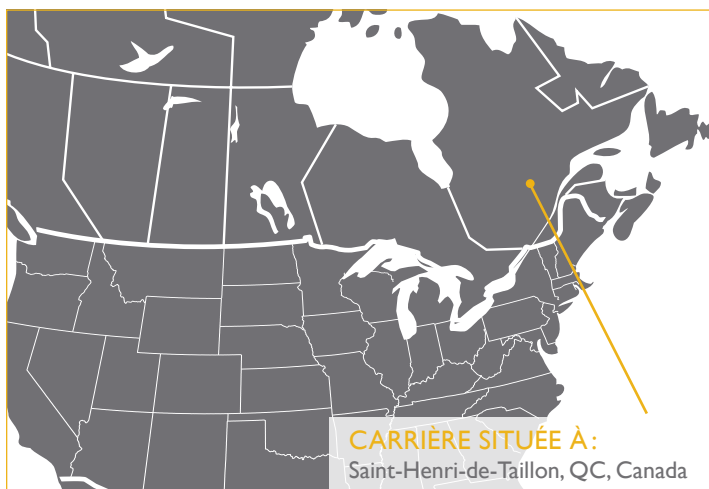 CARRIÈRE SITUÉE À :
Saint-Henri-de-Taillon, QC, Canada